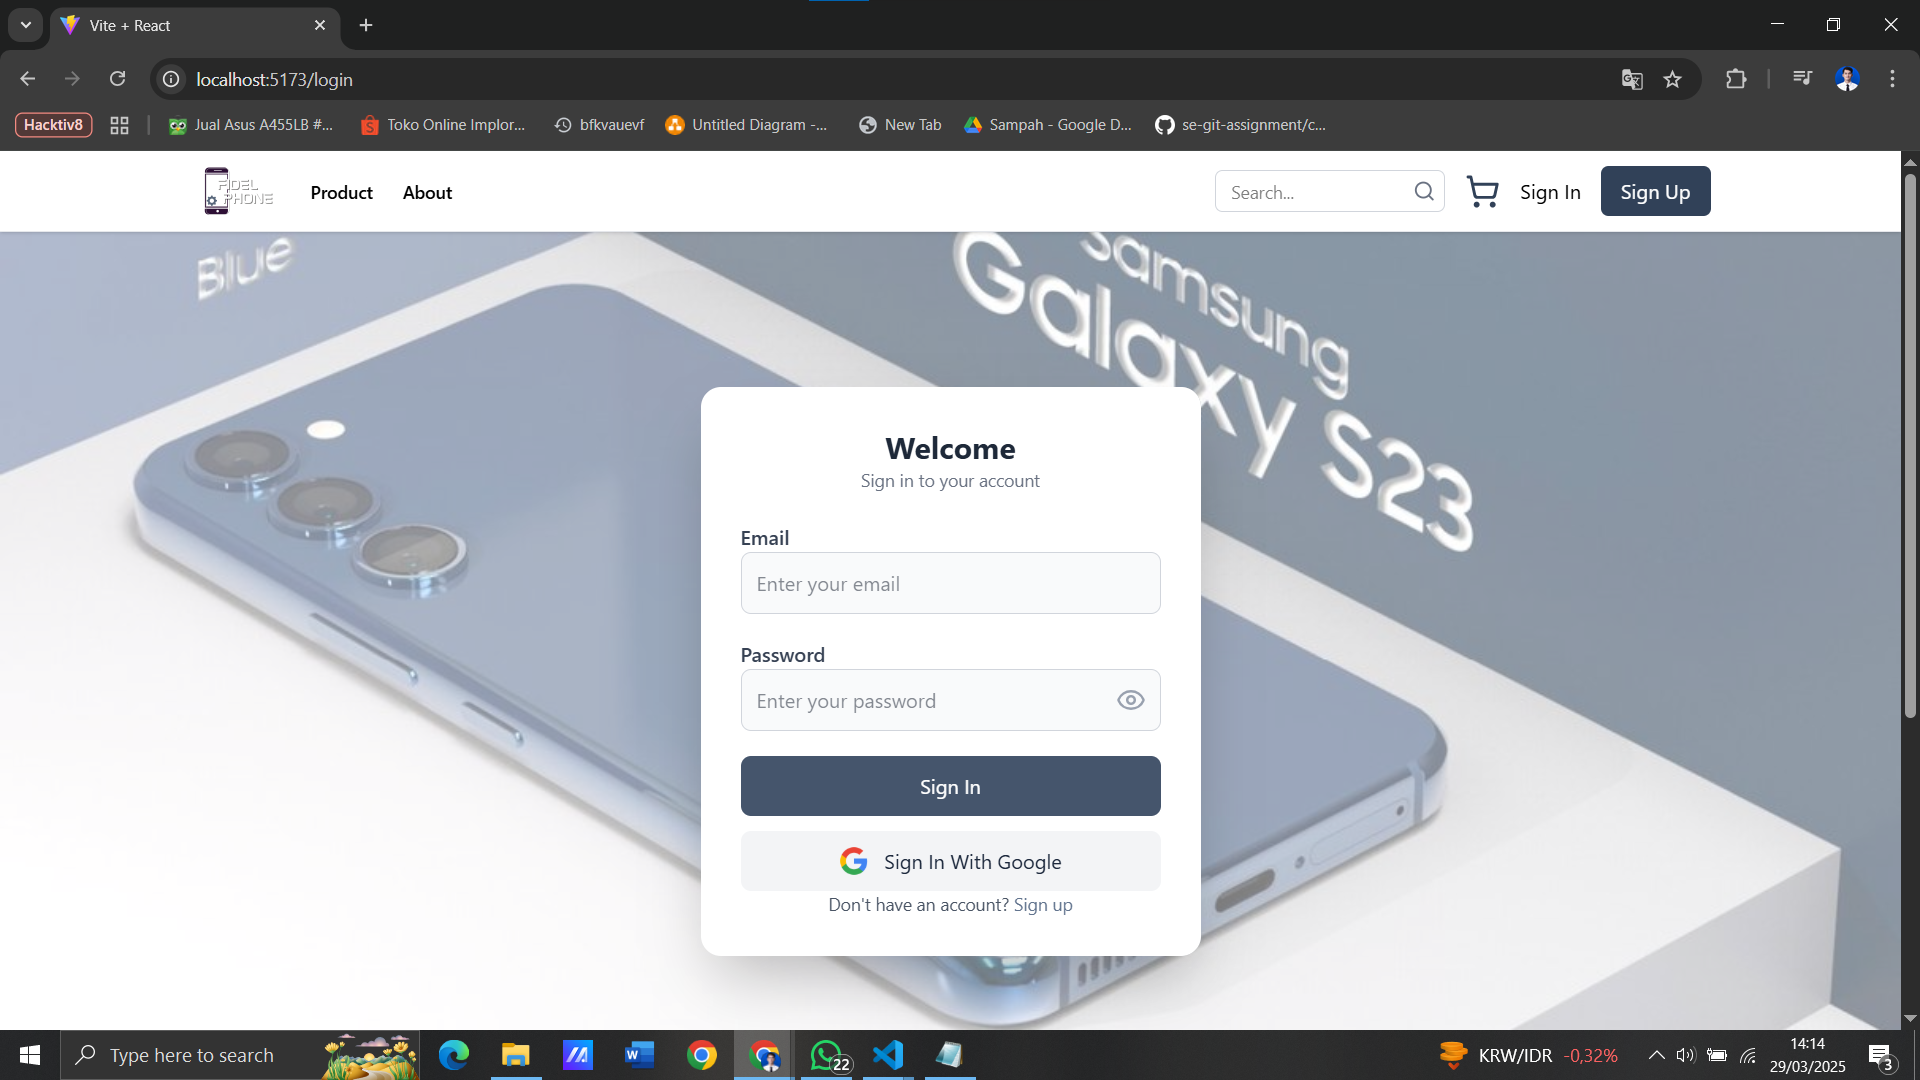 Vite + React
localhost:5173/login
Hacktiv8
Jual Asus A455LB #...
Toko Online Implor...
bfkvauevf
Untitled Diagram -...
New Tab
Sampah - Google D...
se-git-assignment/c...
FIDEL
PHONE
Product
About
Search...
Sign In
Sign Up
Blue
Samsung
Galaxy S23
Welcome
Sign in to your account
Email
Enter your email
Password
Enter your password
Sign In
Sign In With Google
Don't have an account? Sign up
Type here to search
22
KRW/IDR -0,32%
14:14
29/03/2025
3